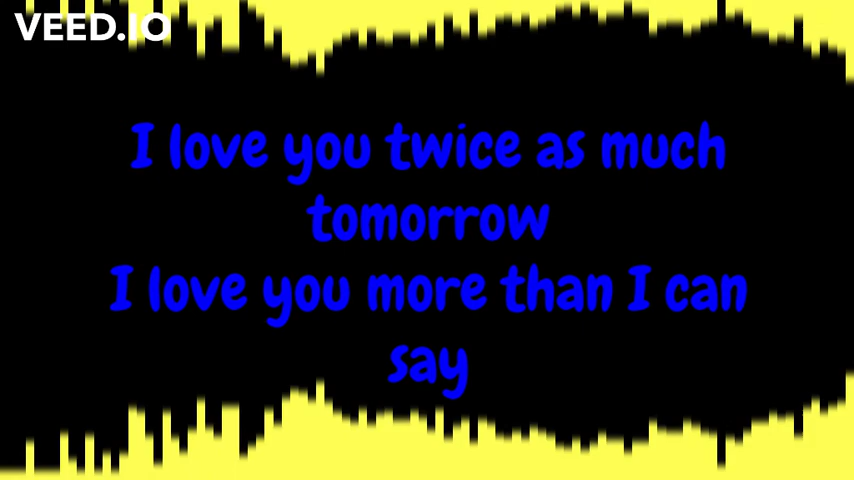 VEED.IO
I love you twice as much
tomorrow
I love you more than I can
say